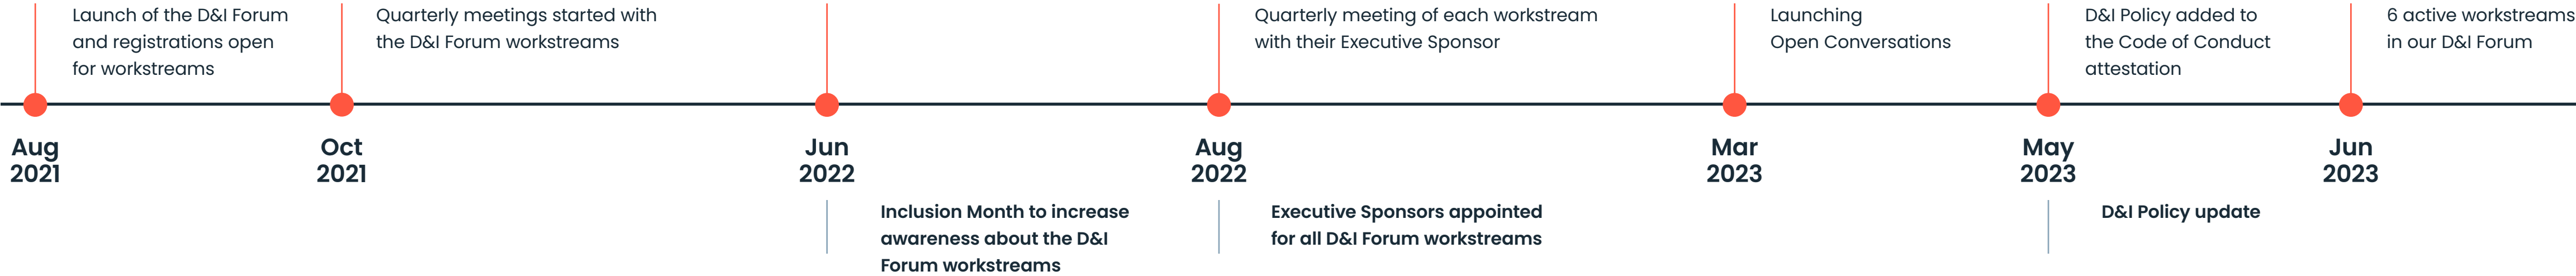 Launch of the D&I Forum
and registrations open
for workstreams
Quarterly meetings started with
the D&I Forum workstreams
Quarterly meeting of each workstream
with their Executive Sponsor
Launching
Open Conversations
D&I Policy added to
the Code of Conduct
attestation
6 active workstreams
in our D&I Forum
Aug
2021
Oct
2021
Jun
2022
Aug
2022
Mar
2023
May
2023
Jun
2023
Inclusion Month to increase
awareness about the D&I
Forum workstreams
Executive Sponsors appointed
for all D&I Forum workstreams
D&I Policy update